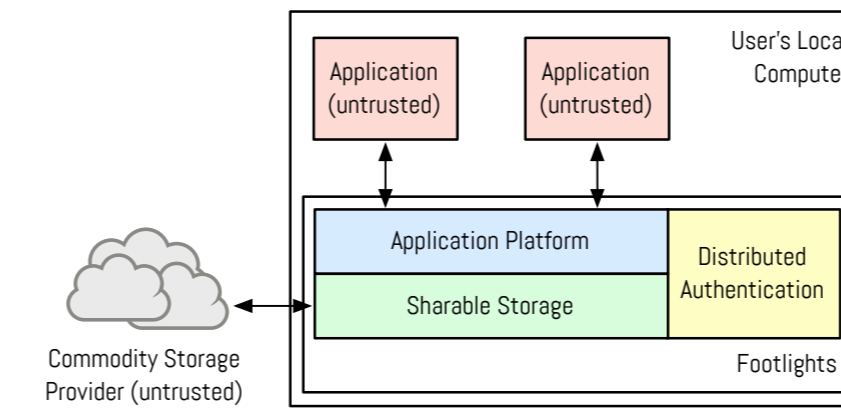 User's Loca
Compute
Application
(untrusted)
Application
(untrusted)
Application Platform
Sharable Storage
Distributed
Authentication
Footlights
Commodity Storage
Provider (untrusted)